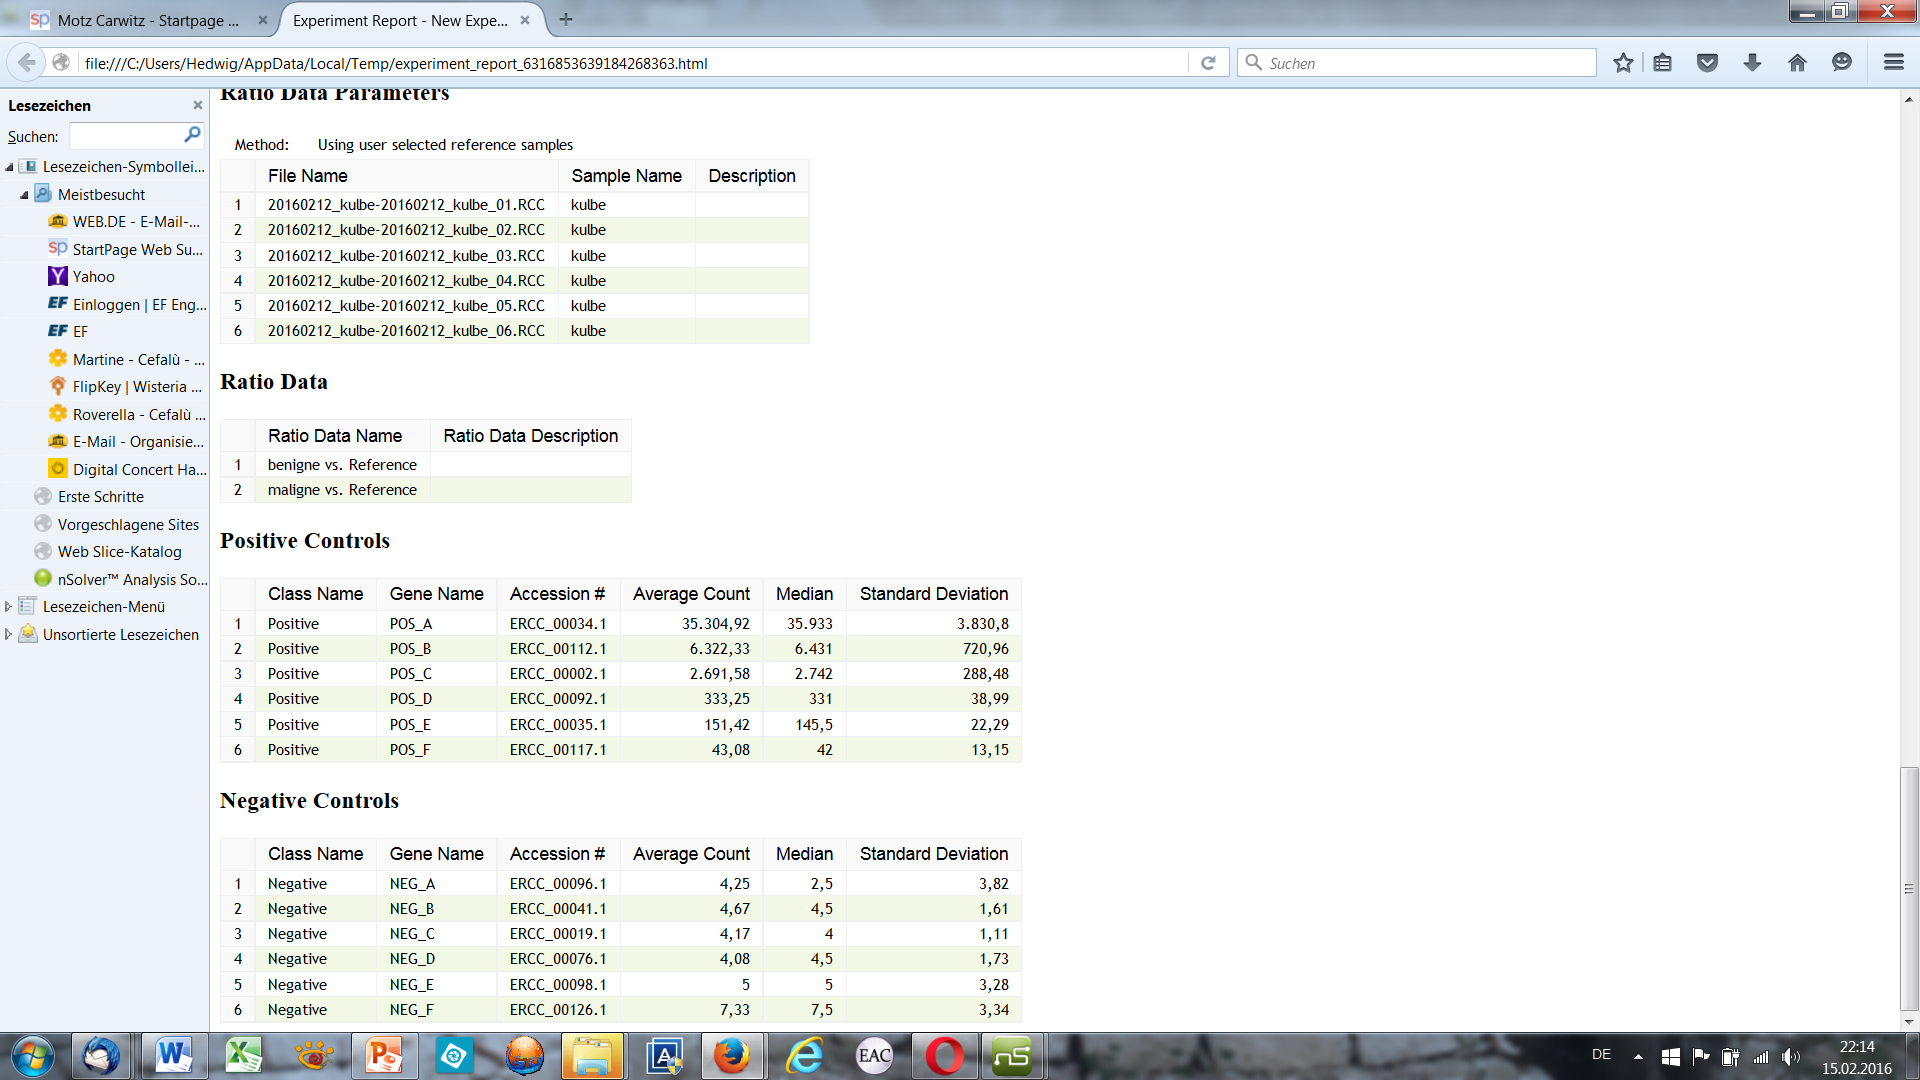 Motz Carwitz - Startpage ...
Experiment Report - New Expe...
file:///C:/Users/Hedwig/AppData/Local/Temp/experiment_report_6316853639184268363.html
Suchen
Lesezeichen
Suchen:
Lesezeichen-Symbollei...
Meistbesucht
WEB.DE - E-Mail-...
StartPage Web Su...
Yahoo
Einloggen | EF Eng...
EF
Martine - Cefalù - ...
FlipKey | Wisteria ...
Roverella - Cefalù ...
E-Mail - Organisie...
Digital Concert Ha...
Erste Schritte
Vorgeschlagene Sites
Web Slice-Katalog
nSolver™ Analysis So...
Lesezeichen-Menü
Unsortierte Lesezeichen
Ratio Data Parameters
Method: Using user selected reference samples
File Name Sample Name Description
1 20160212_kulbe-20160212_kulbe_01.RCC kulbe
2 20160212_kulbe-20160212_kulbe_02.RCC kulbe
3 20160212_kulbe-20160212_kulbe_03.RCC kulbe
4 20160212_kulbe-20160212_kulbe_04.RCC kulbe
5 20160212_kulbe-20160212_kulbe_05.RCC kulbe
6 20160212_kulbe-20160212_kulbe_06.RCC kulbe
Ratio Data
Ratio Data Name Ratio Data Description
1 benigne vs. Reference
2 maligne vs. Reference
Positive Controls
Class Name Gene Name Accession # Average Count Median Standard Deviation
1 Positive POS_A ERCC_00034.1 35.304,92 35.933 3.830,8
2 Positive POS_B ERCC_00112.1 6.322,33 6.431 720,96
3 Positive POS_C ERCC_00002.1 2.691,58 2.742 288,48
4 Positive POS_D ERCC_00092.1 333,25 331 38,99
5 Positive POS_E ERCC_00035.1 151,42 145,5 22,29
6 Positive POS_F ERCC_00117.1 43,08 42 13,15
Negative Controls
Class Name Gene Name Accession # Average Count Median Standard Deviation
1 Negative NEG_A ERCC_00096.1 4,25 2,5 3,82
2 Negative NEG_B ERCC_00041.1 4,67 4,5 1,61
3 Negative NEG_C ERCC_00019.1 4,17 4 1,11
4 Negative NEG_D ERCC_00076.1 4,08 4,5 1,73
5 Negative NEG_E ERCC_00098.1 5 5 3,28
6 Negative NEG_F ERCC_00126.1 7,33 7,5 3,34
EAC
DE
22:14
15.02.2016